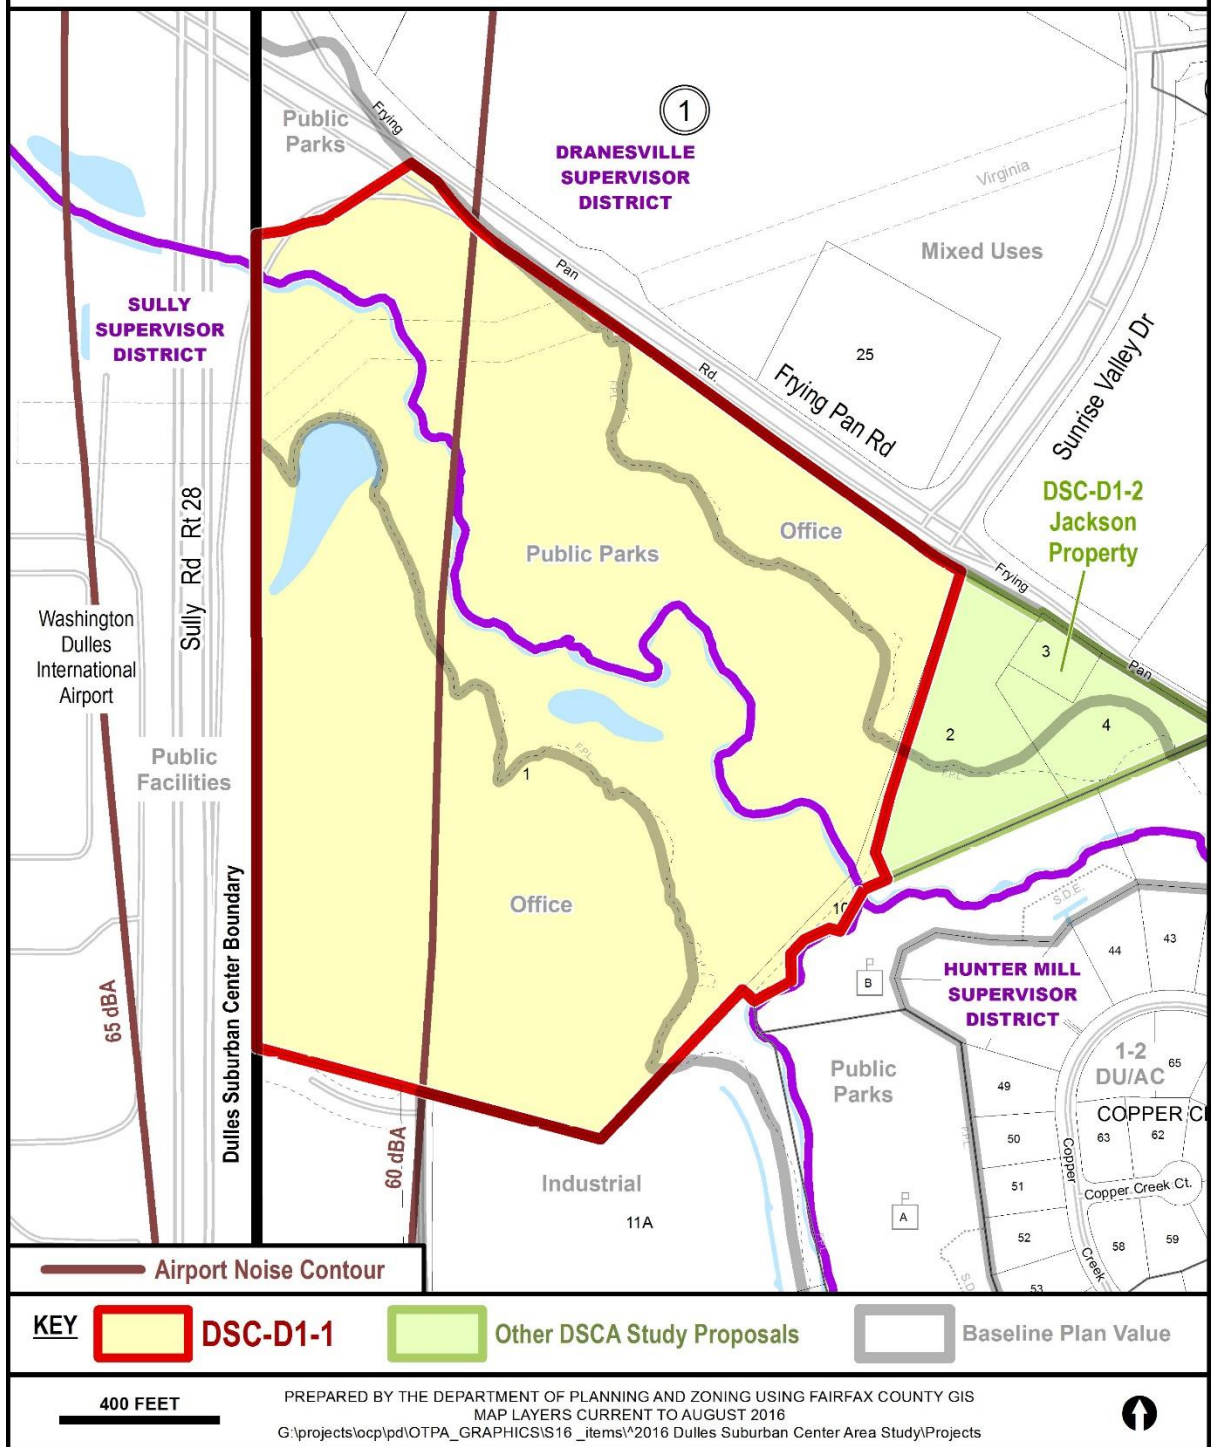 Public
Parks
Frying
1
DRANESVILLE
SUPERVISOR
DISTRICT
Virginia
Mixed Uses
Pan
SULLY
SUPERVISOR
DISTRICT
25
Rd.
Frying Pan Rd
Sunrise Valley Dr
F.P.L.
F.P.L.
DSC-D1-2
Jackson
Property
Sully Rd Rt 28
Office
Public Parks
Frying
Washington
Dulles
International
Airport
3
Pan
2
4
Public
Facilities
F.P.L.
F.P.L.
1
Dulles Suburban Center Boundary
Office
10
S.D.E.
44
43
B
HUNTER MILL
SUPERVISOR
DISTRICT
65 dBA
Public
Parks
1-2
DU/AC
65
49
COPPER C
50
63
62
Copper
60 dBA
Industrial
51
Copper Creek Ct.
11A
A
52
58
59
Creek
F.P.L.
F.P.L.
S.D.
53
Airport Noise Contour
KEY
DSC-D1-1
Other DSCA Study Proposals
Baseline Plan Value
400 FEET
PREPARED BY THE DEPARTMENT OF PLANNING AND ZONING USING FAIRFAX COUNTY GIS
MAP LAYERS CURRENT TO AUGUST 2016
G:\projects\ocp\pd\OTPA_GRAPHICS\S16 _items\^2016 Dulles Suburban Center Area Study\Projects